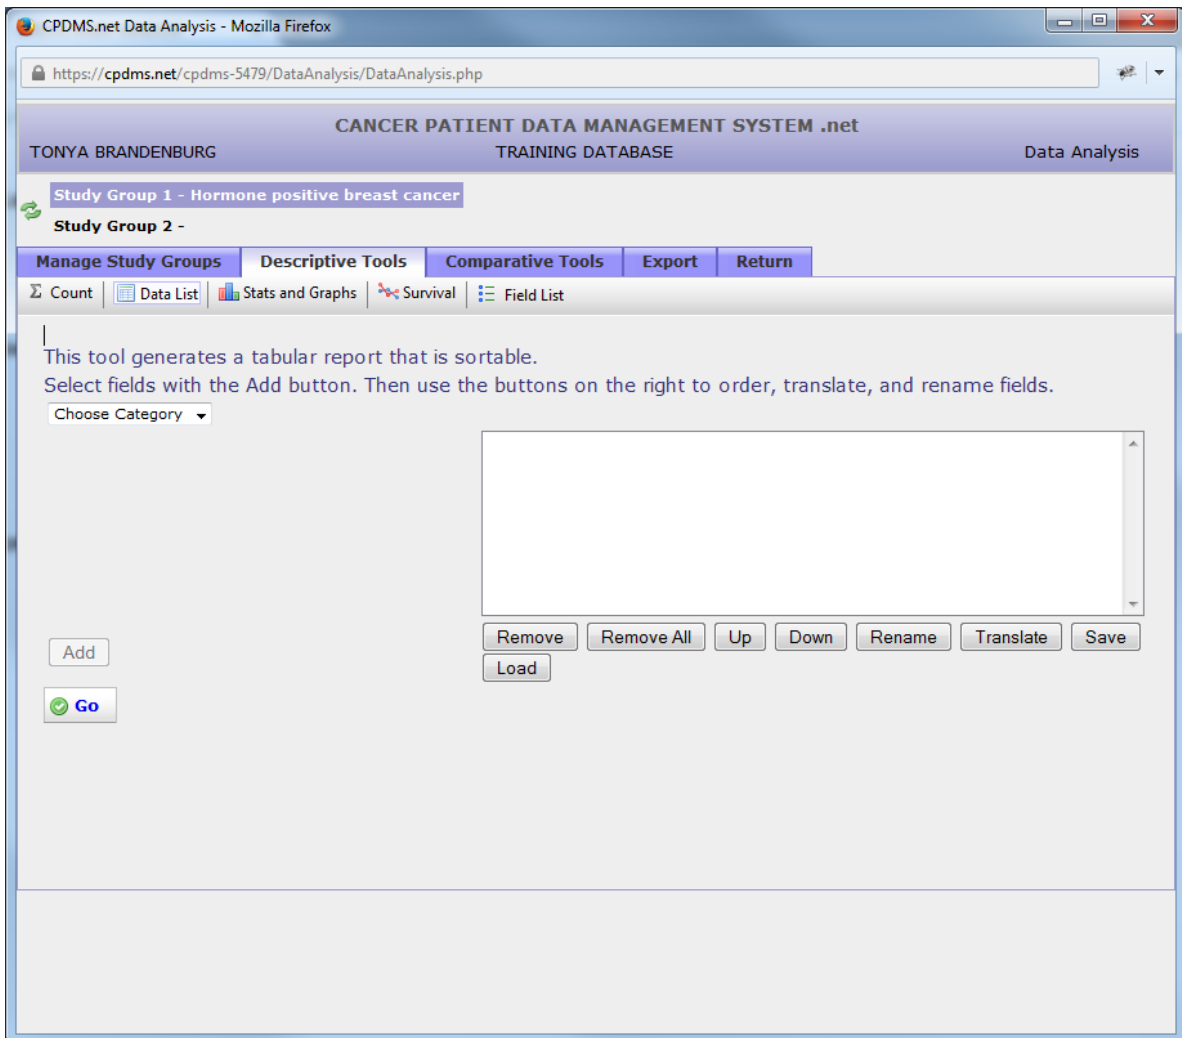 CPDMS.net Data Analysis - Mozilla Firefox
https://cpdms.net/cpdms-5479/DataAnalysis/DataAnalysis.php
CANCER PATIENT DATA MANAGEMENT SYSTEM .net
TONYA BRANDENBURG TRAINING DATABASE Data Analysis
Study Group 1 - Hormone positive breast cancer
Study Group 2 -
Manage Study Groups Descriptive Tools Comparative Tools Export Return
Σ Count Data List Stats and Graphs Survival Field List
This tool generates a tabular report that is sortable.
Select fields with the Add button. Then use the buttons on the right to order, translate, and rename fields.
Choose Category
Remove Remove All Up Down Rename Translate Save
Add
Load
Go